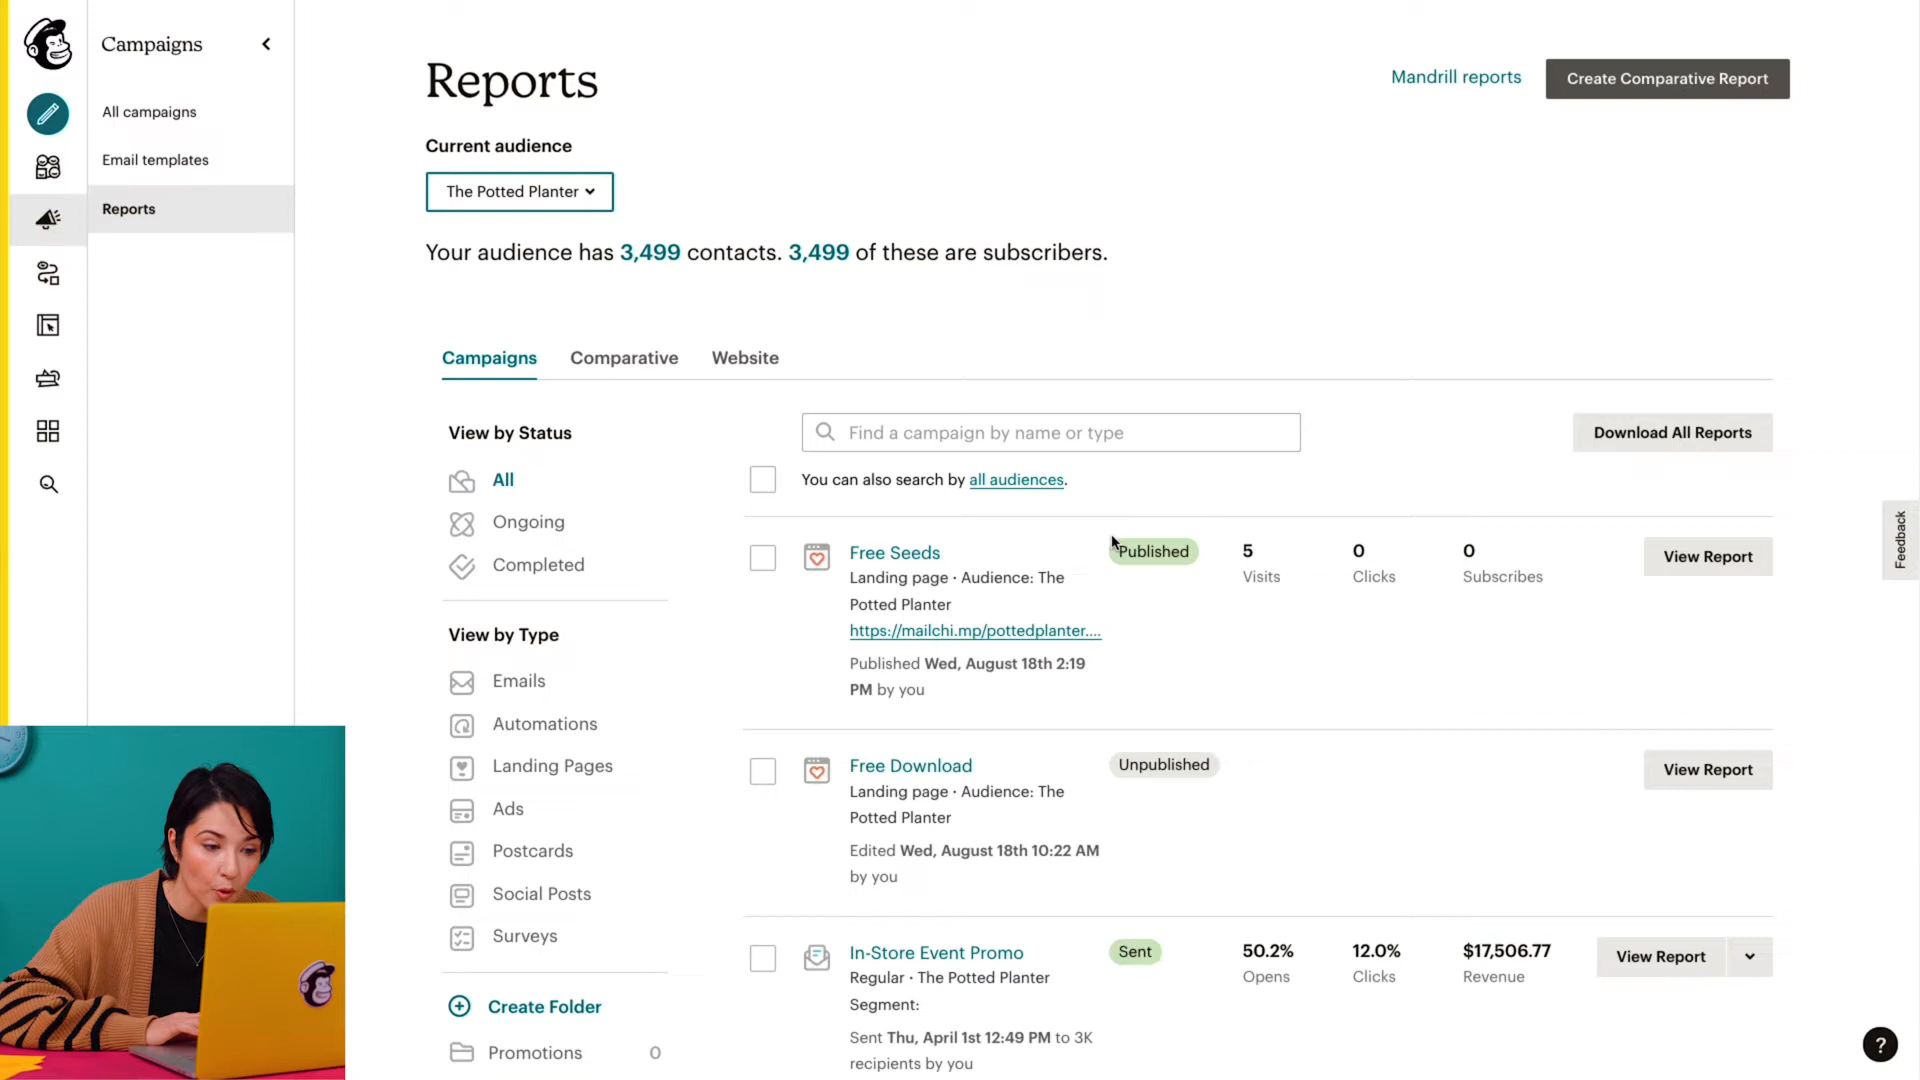 Campaigns
All campaigns
Email templates
Reports
Reports
Mandrill reports
Create Comparative Report
Current audience
The Potted Planter
Your audience has 3,499 contacts. 3,499 of these are subscribers.
Campaigns Comparative Website
View by Status
All
Ongoing
Completed
View by Type
Emails
Automations
Landing Pages
Ads
Postcards
Social Posts
Surveys
Create Folder
Promotions 0
Find a campaign by name or type
Download All Reports
You can also search by all audiences.
Free Seeds
Landing page · Audience: The
Potted Planter
https://mailchi.mp/pottedplanter....
Published Wed, August 18th 2:19
PM by you
Published
5
Visits
0
Clicks
0
Subscribes
View Report
Free Download
Landing page · Audience: The
Potted Planter
Edited Wed, August 18th 10:22 AM
by you
Unpublished
View Report
In-Store Event Promo
Regular · The Potted Planter
Segment:
Sent Thu, April 1st 12:49 PM to 3K
recipients by you
Sent
50.2%
Opens
12.0%
Clicks
$17,506.77
Revenue
View Report
Feedback
?